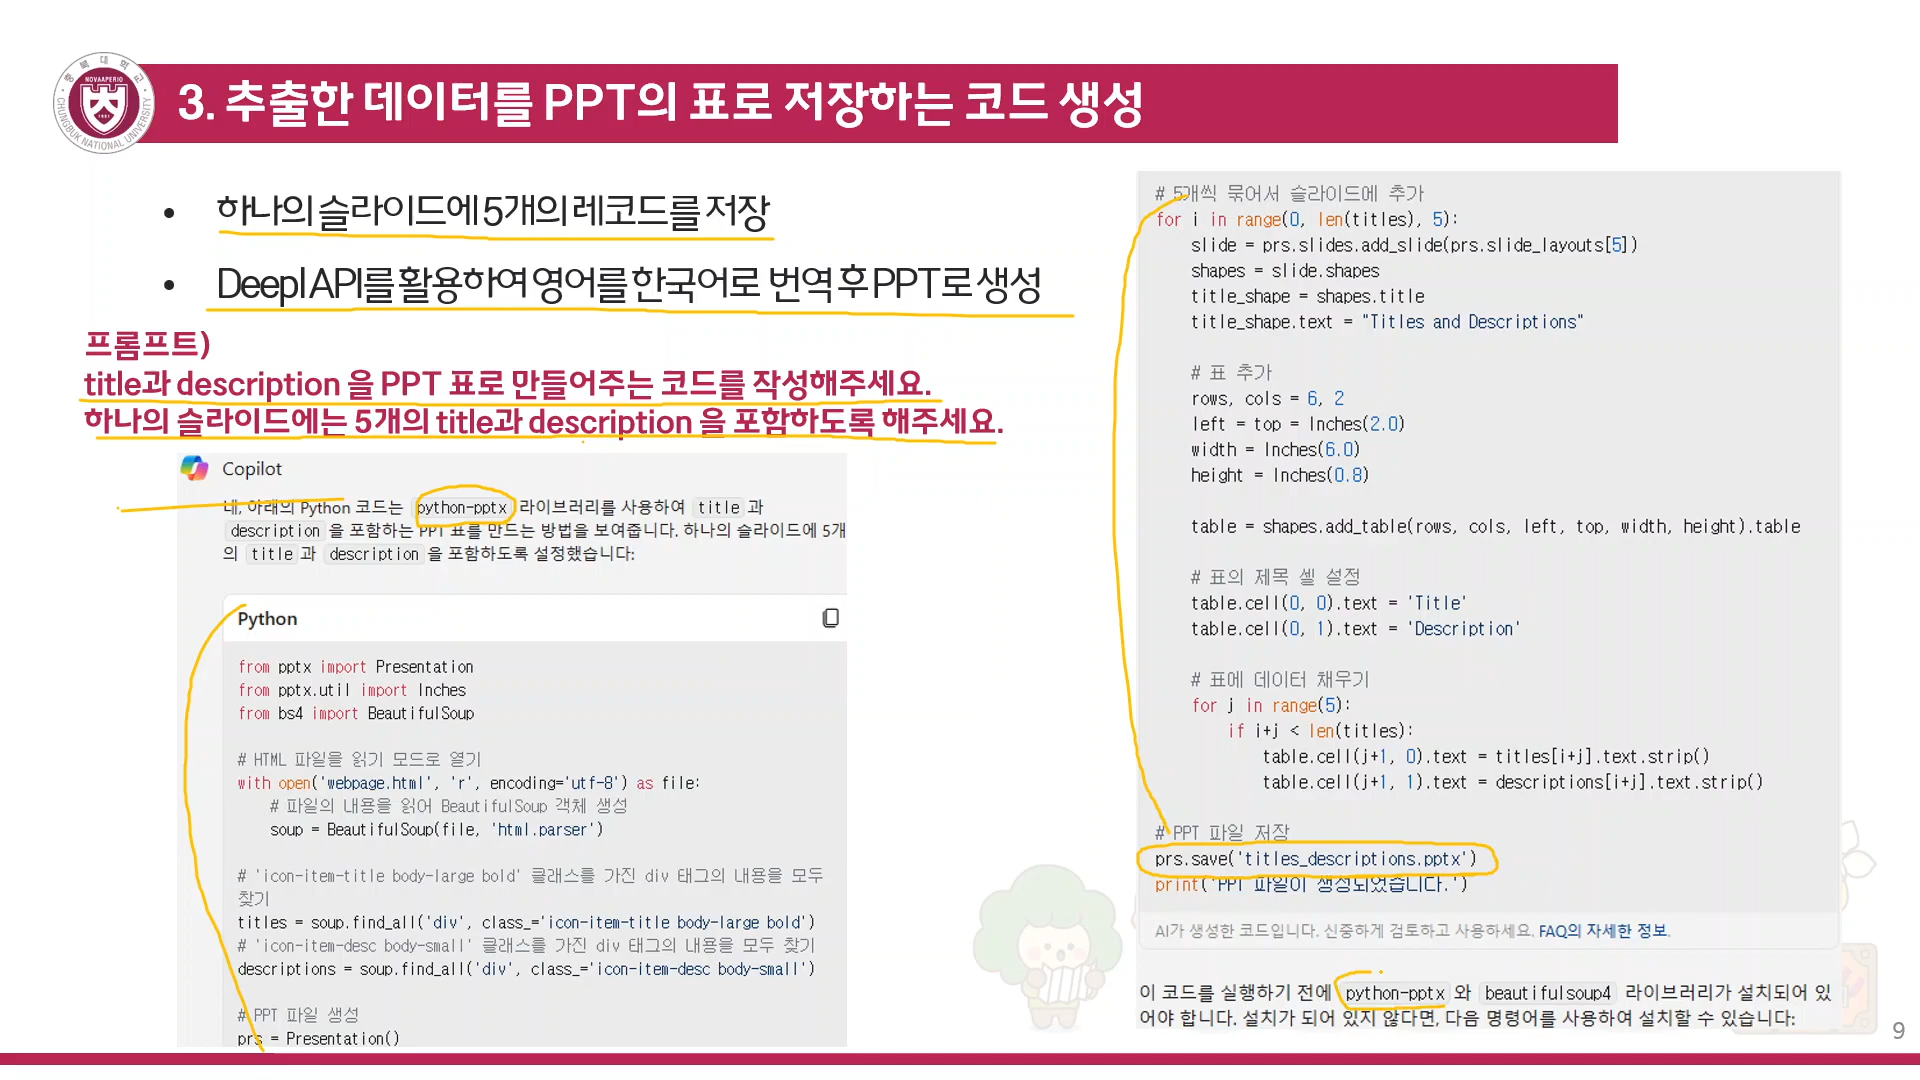 3. 추출한 데이터를 PPT의 표로 저장하는 코드 생성
NOVAAPERIO
충북대학교
1951
CHUNGBUK NATIONAL UNIVERSITY
• 하나의 슬라이드에 5개의 레코드를 저장
• Deepl API를 활용하여 영어를 한국어로 번역 후 PPT로 생성
프롬프트)
title과 description 을 PPT 표로 만들어주는 코드를 작성해주세요.
하나의 슬라이드에는 5개의 title과 description 을 포함하도록 해주세요.
Copilot
네, 아래의 Python 코드는 python-pptx 라이브러리를 사용하여 title 과
description 을 포함하는 PPT 표를 만드는 방법을 보여줍니다. 하나의 슬라이드에 5개
의 title 과 description 을 포함하도록 설정했습니다:
Python
from pptx import Presentation
from pptx.util import Inches
from bs4 import BeautifulSoup
# HTML 파일을 읽기 모드로 열기
with open('webpage.html', 'r', encoding='utf-8') as file:
# 파일의 내용을 읽어 BeautifulSoup 객체 생성
soup = BeautifulSoup(file, 'html.parser')
# 'icon-item-title body-large bold' 클래스를 가진 div 태그의 내용을 모두
찾기
titles = soup.find_all('div', class_='icon-item-title body-large bold')
# 'icon-item-desc body-small' 클래스를 가진 div 태그의 내용을 모두 찾기
descriptions = soup.find_all('div', class_='icon-item-desc body-small')
# PPT 파일 생성
prs = Presentation()
# 5개씩 묶어서 슬라이드에 추가
for i in range(0, len(titles), 5):
slide = prs.slides.add_slide(prs.slide_layouts[5])
shapes = slide.shapes
title_shape = shapes.title
title_shape.text = "Titles and Descriptions"
# 표 추가
rows, cols = 6, 2
left = top = Inches(2.0)
width = Inches(6.0)
height = Inches(0.8)
table = shapes.add_table(rows, cols, left, top, width, height).table
# 표의 제목 셀 설정
table.cell(0, 0).text = 'Title'
table.cell(0, 1).text = 'Description'
# 표에 데이터 채우기
for j in range(5):
if i+j < len(titles):
table.cell(j+1, 0).text = titles[i+j].text.strip()
table.cell(j+1, 1).text = descriptions[i+j].text.strip()
# PPT 파일 저장
prs.save('titles_descriptions.pptx')
print('PPT 파일이 생성되었습니다.')
AI가 생성한 코드입니다. 신중하게 검토하고 사용하세요. FAQ의 자세한 정보.
이 코드를 실행하기 전에 python-pptx 와 beautifulsoup4 라이브러리가 설치되어 있
어야 합니다. 설치가 되어 있지 않다면, 다음 명령어를 사용하여 설치할 수 있습니다:
9